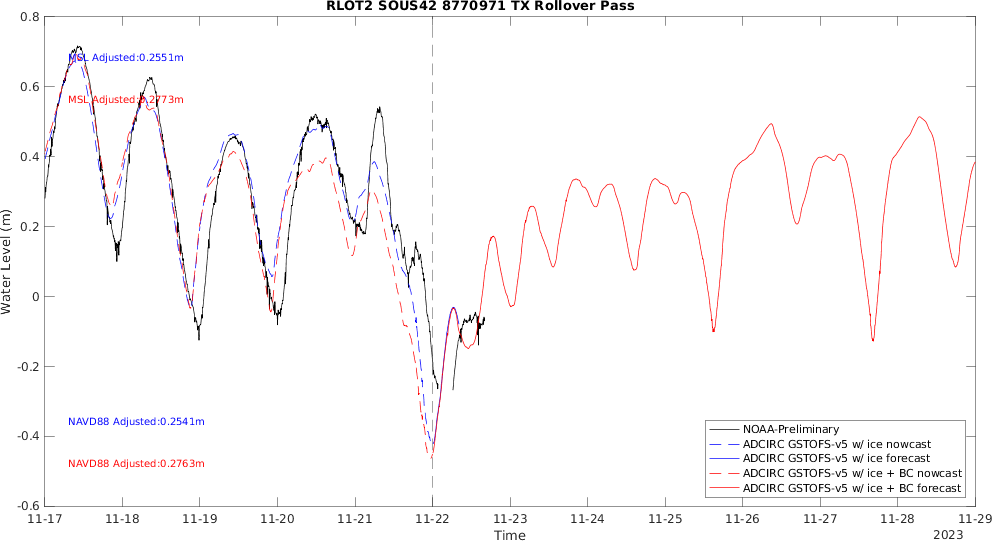 RLOT2 SOUS42 8770971 TX Rollover Pass
0.8
MSL Adjusted:0.2551m
0.6
MSL Adjusted:0.2773m
0.4
0.2
Water Level (m)
0
-0.2
-0.4
-0.6
NAVD88 Adjusted:0.2541m
NAVD88 Adjusted:0.2763m
NOAA-Preliminary
ADCIRC GSTOFS-v5 w/ ice nowcast
ADCIRC GSTOFS-v5 w/ ice forecast
ADCIRC GSTOFS-v5 w/ ice + BC nowcast
ADCIRC GSTOFS-v5 w/ ice + BC forecast
11-17 11-18 11-19 11-20 11-21 11-22 11-23 11-24 11-25 11-26 11-27 11-28 11-29
Time
2023